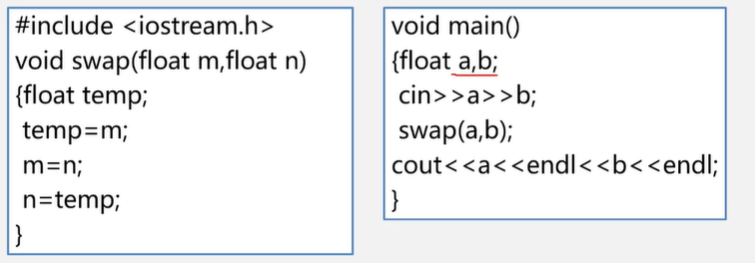 #include <iostream.h>
void swap(float m,float n)
{float temp;
temp=m;
m=n;
n=temp;
}
void main()
{float a,b;
cin>>a>>b;
swap(a,b);
cout<<a<<endl<<b<<endl;
}